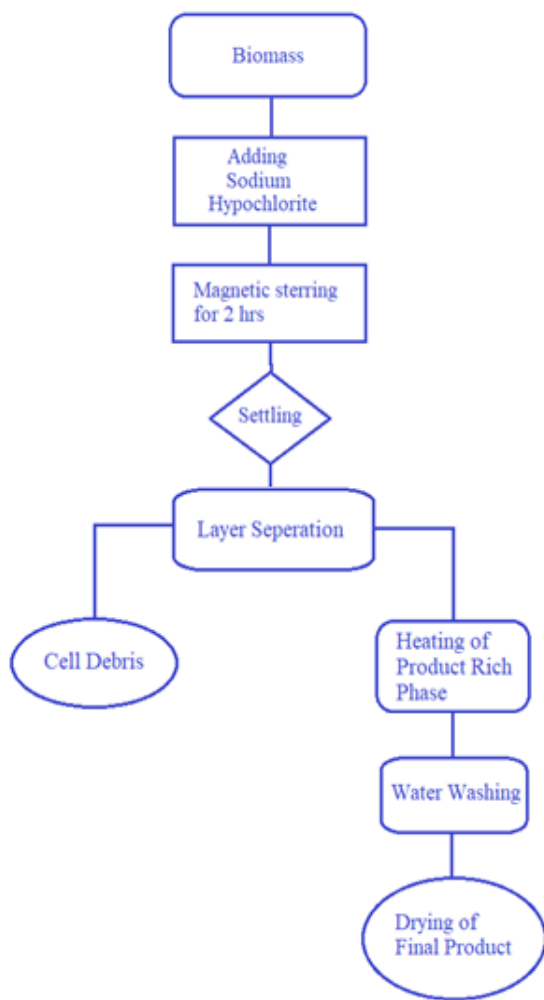 Biomass
Adding
Sodium
Hypochlorite
Magnetic sterring
for 2 hrs
Settling
Layer Seperation
Cell Debris
Heating of
Product Rich
Phase
Water Washing
Drying of
Final Product